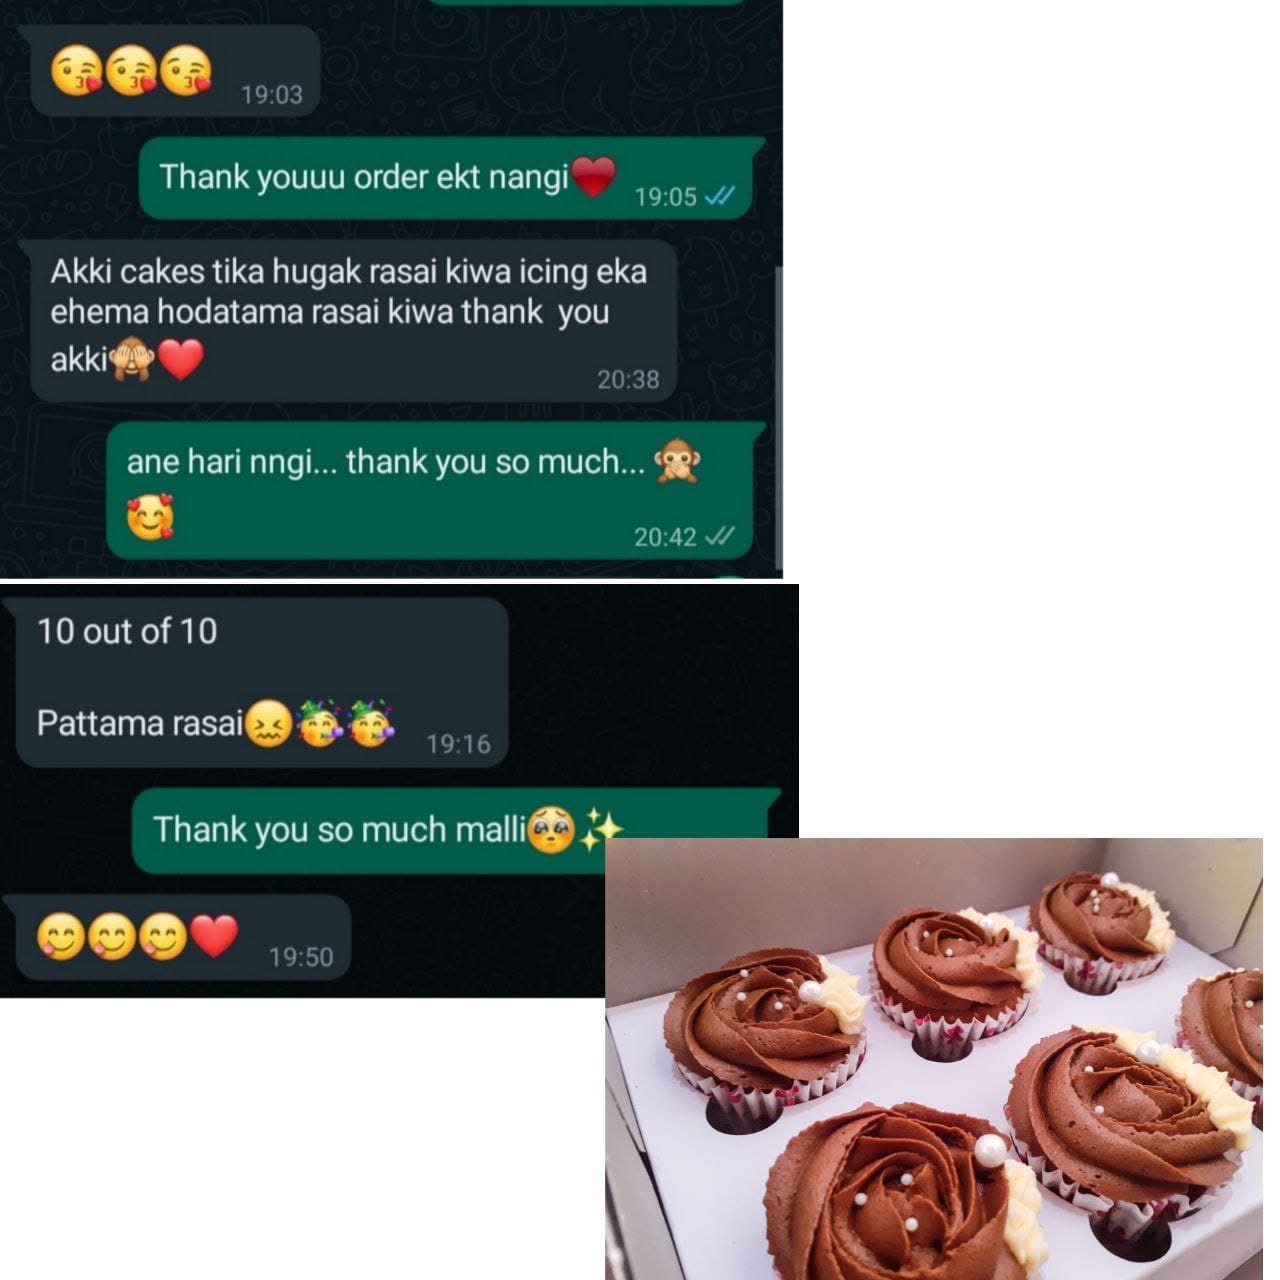 😘😘😘 19:03
Thank youuu order ekt nangi❤️ 19:05
Akki cakes tika hugak rasai kiwa icing eka
ehema hodatama rasai kiwa thank you
akki🙈❤️ 20:38
ane hari nngi... thank you so much... 🙊
🥰 20:42
10 out of 10
Pattama rasai😖🥳🥳 19:16
Thank you so much malli🥺✨
😋😋😋❤️ 19:50